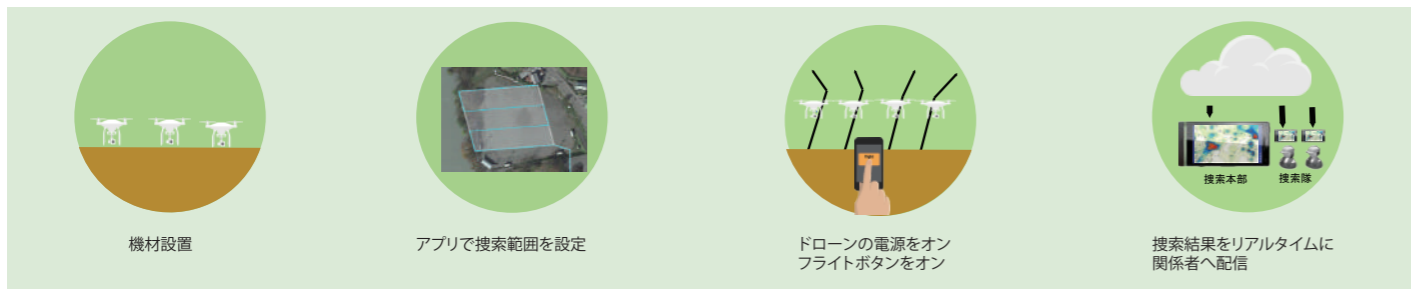 捜索本部
捜索隊
機材設置
アプリで捜索範囲を設定
ドローンの電源をオン
フライトボタンをオン
捜索結果をリアルタイムに
関係者へ配信